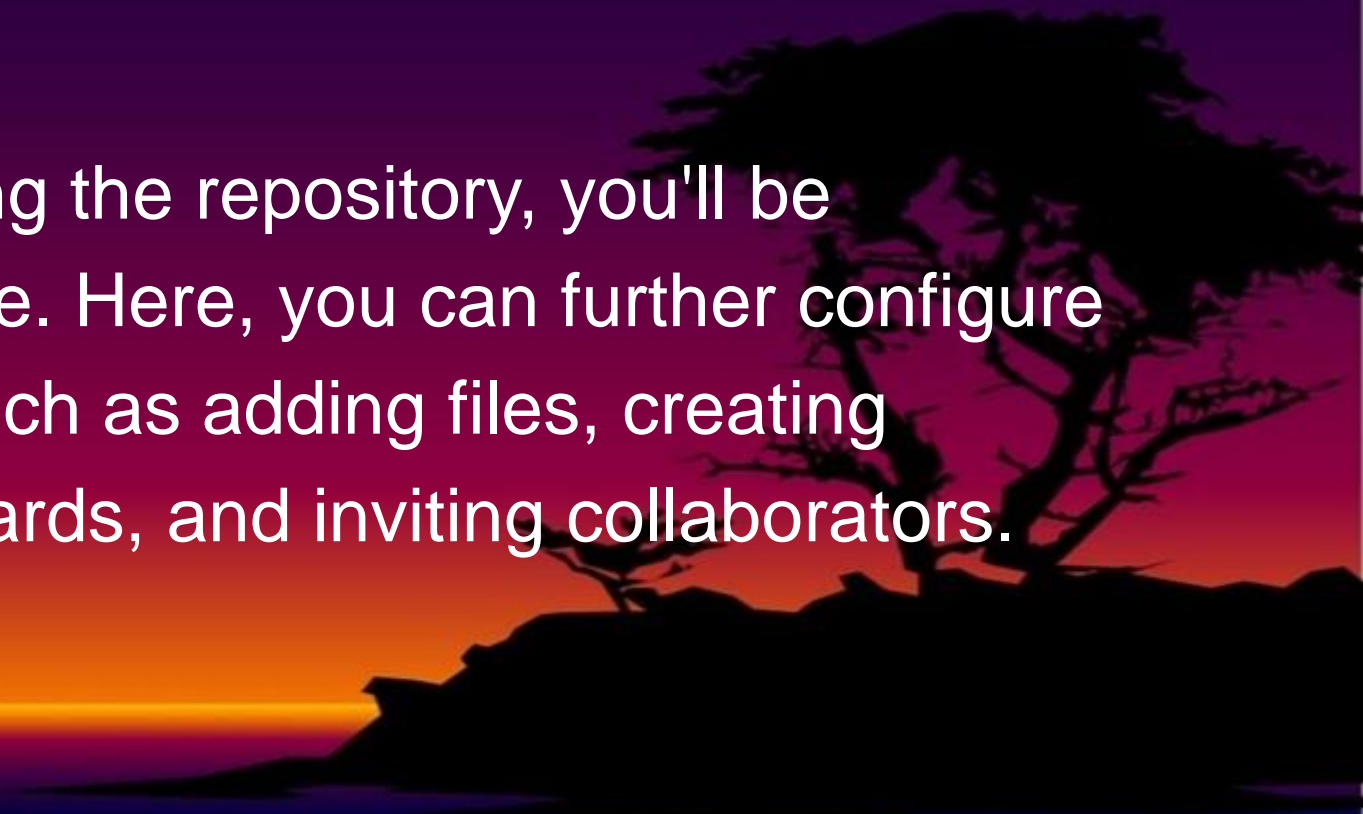 ng the repository, you'll be
e. Here, you can further configure
ch as adding files, creating
ards, and inviting collaborators.